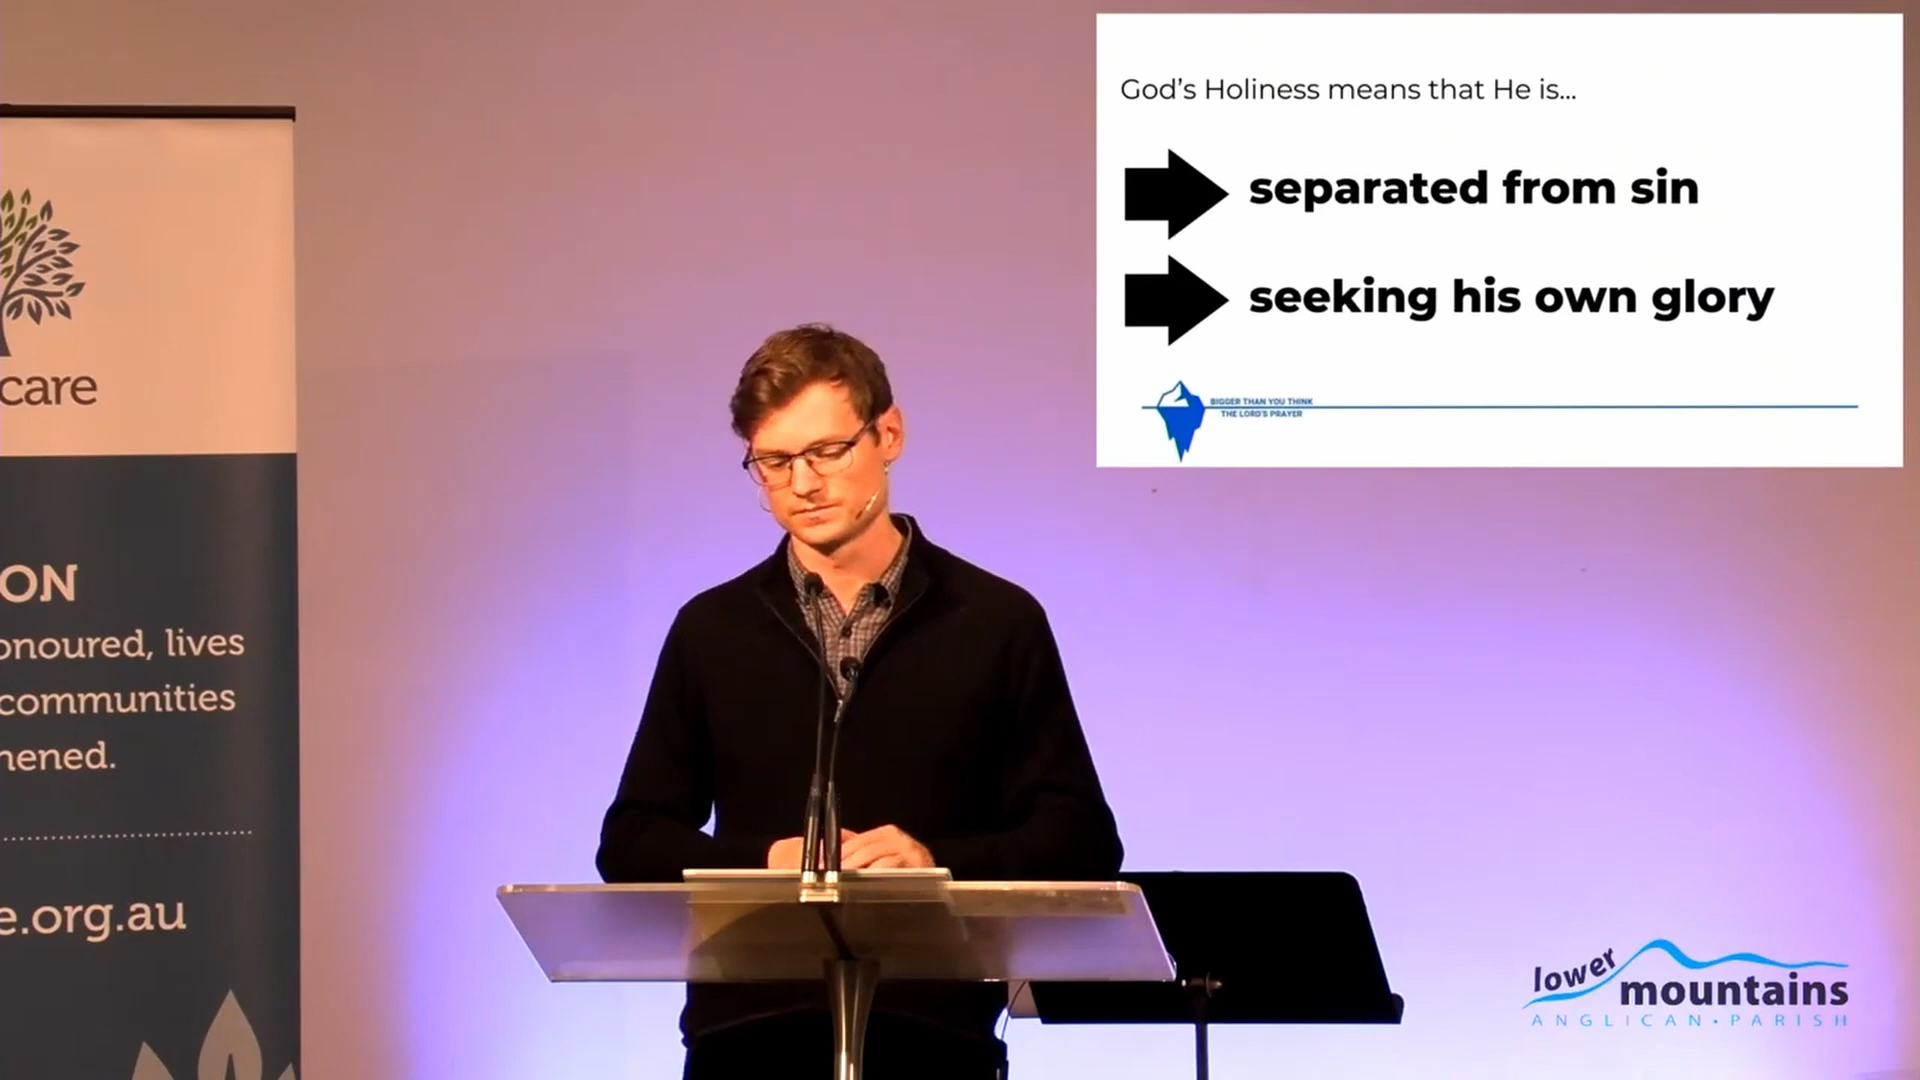 God's Holiness means that He is...
separated from sin
seeking his own glory
BIGGER THAN YOU THINK
THE LORD'S PRAYER
care
ON
onoured, lives
communities
hened.
e.org.au
lower
mountains
ANGLICAN • PARISH